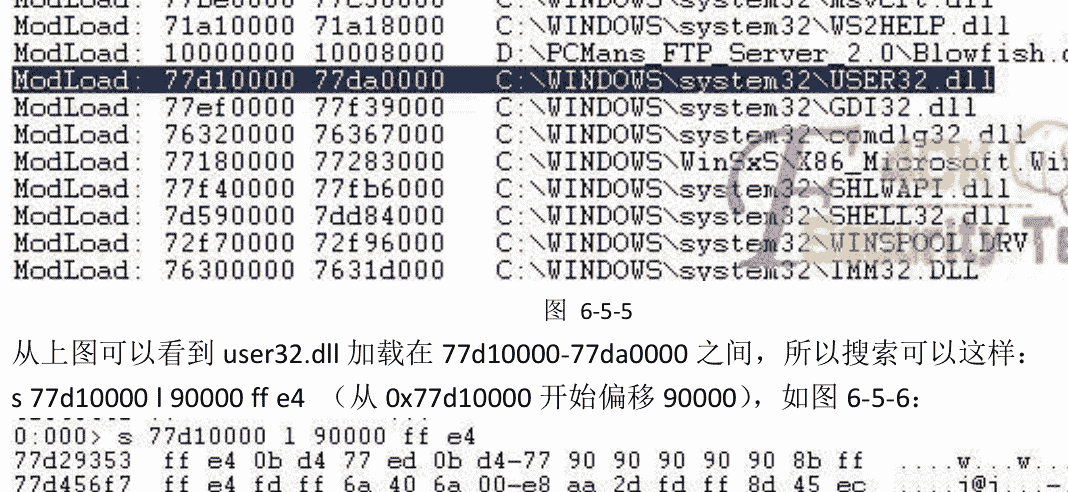 ModLoad: 77be0000 77c58000 C:\WINDOWS\system32\msvcrt.dll
ModLoad: 71a10000 71a18000 C:\WINDOWS\system32\WS2HELP.dll
ModLoad: 10000000 10008000 D:\PCMans_FTP_Server_2.0\Blowfish.d
ModLoad: 77d10000 77da0000 C:\WINDOWS\system32\USER32.dll
ModLoad: 77ef0000 77f39000 C:\WINDOWS\system32\GDI32.dll
ModLoad: 76320000 76367000 C:\WINDOWS\system32\comdlg32.dll
ModLoad: 77180000 77283000 C:\WINDOWS\WinSxS\X86_Microsoft.Win
ModLoad: 77f40000 77fb6000 C:\WINDOWS\system32\SHLWAPI.dll
ModLoad: 7d590000 7dd84000 C:\WINDOWS\system32\SHELL32.dll
ModLoad: 72f70000 72f96000 C:\WINDOWS\system32\WINSPOOL.DRV
ModLoad: 76300000 7631d000 C:\WINDOWS\system32\IMM32.DLL
图 6-5-5
从上图可以看到 user32.dll 加载在 77d10000-77da0000 之间，所以搜索可以这样：
s 77d10000 l 90000 ff e4 （从 0x77d10000 开始偏移 90000），如图 6-5-6：
0:000> s 77d10000 l 90000 ff e4
77d29353 ff e4 0b d4 77 ed 0b d4-77 90 90 90 90 90 8b ff ....w...w...
77d456f7 ff e4 fd ff 6a 40 6a 00-e8 aa 2d fd ff 8d 45 ec ....j@j...-.